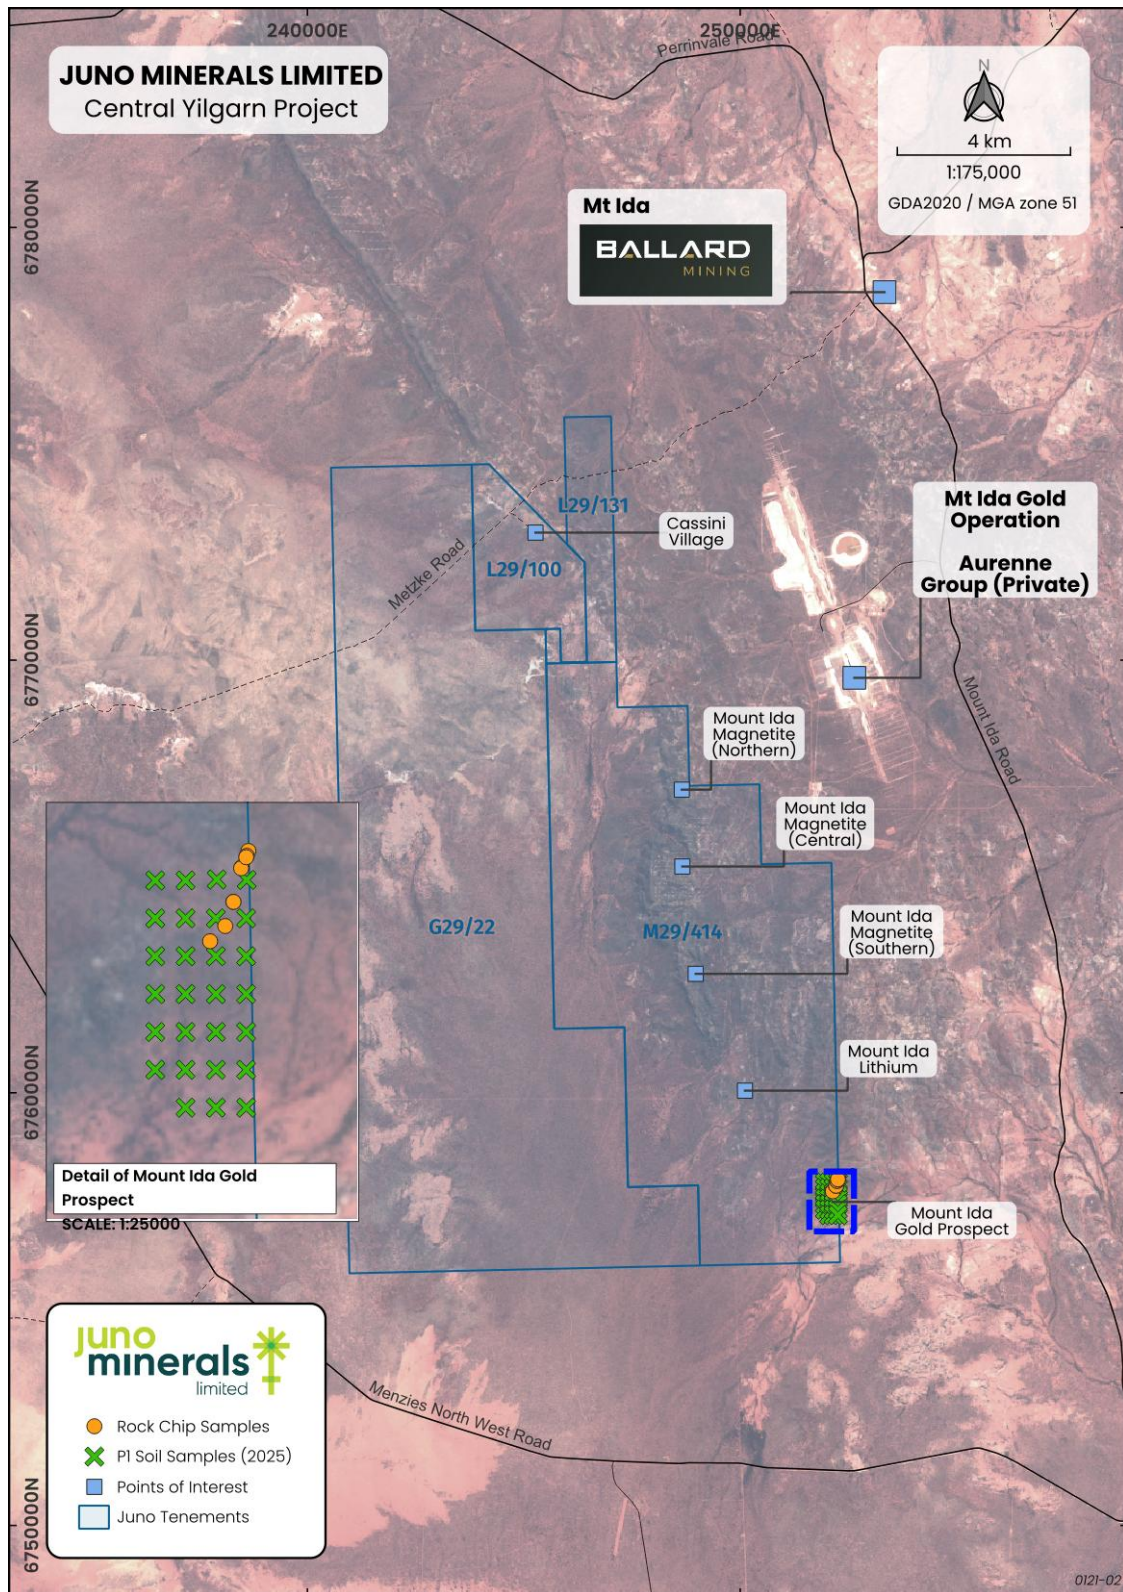 240000E
250000E
JUNO MINERALS LIMITED
Central Yilgarn Project
Perrinvale Road
N
4 km
1:175,000
GDA2020 / MGA zone 51
6780000N
Mt Ida
BALLARD
MINING
L29/131
Cassini
Village
L29/100
Metzke Road
Mt Ida Gold
Operation
Aurenne
Group (Private)
6770000N
Mount Ida Road
Mount Ida
Magnetite
(Northern)
Mount Ida
Magnetite
(Central)
G29/22
M29/414
Mount Ida
Magnetite
(Southern)
Mount Ida
Lithium
6760000N
Detail of Mount Ida Gold
Prospect
SCALE: 1:25000
Mount Ida
Gold Prospect
juno
minerals
limited
Rock Chip Samples
P1 Soil Samples (2025)
Points of Interest
Juno Tenements
Menzies North West Road
6750000N
0121-02